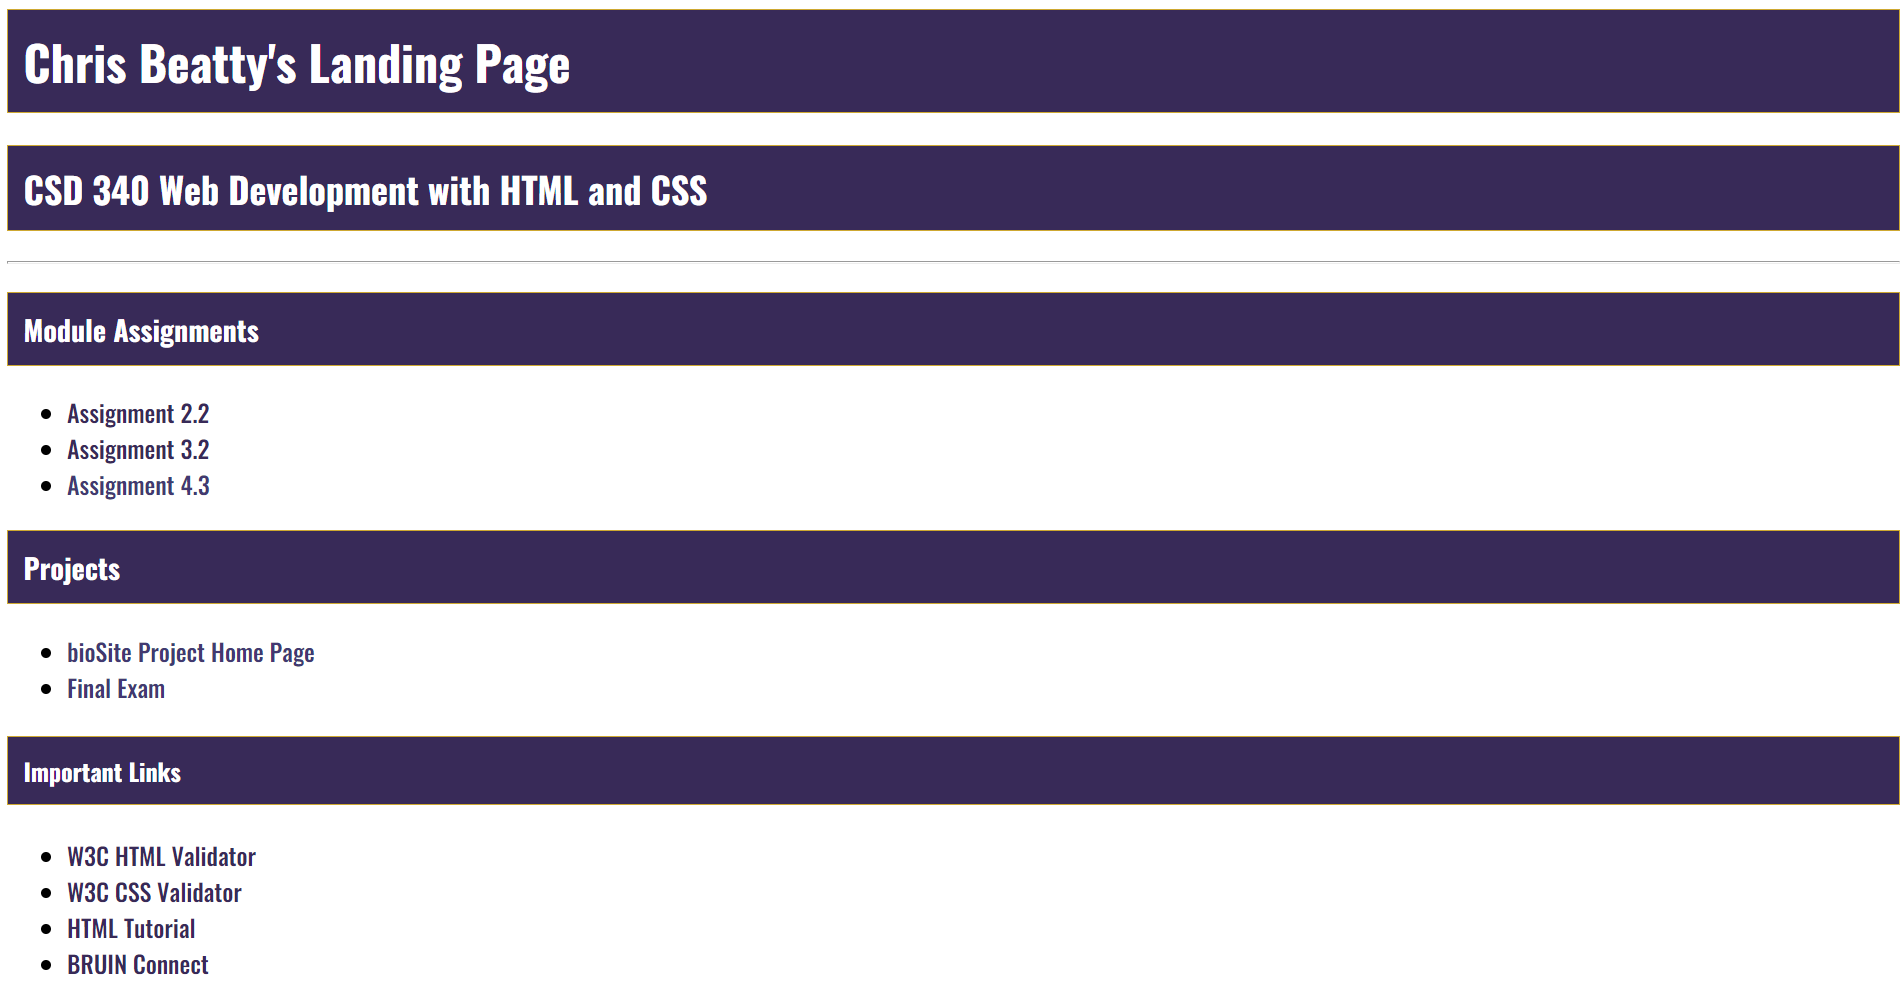 Chris Beatty's Landing Page
CSD 340 Web Development with HTML and CSS
Module Assignments
Assignment 2.2
Assignment 3.2
Assignment 4.3
Projects
bioSite Project Home Page
Final Exam
Important Links
W3C HTML Validator
W3C CSS Validator
HTML Tutorial
BRUIN Connect